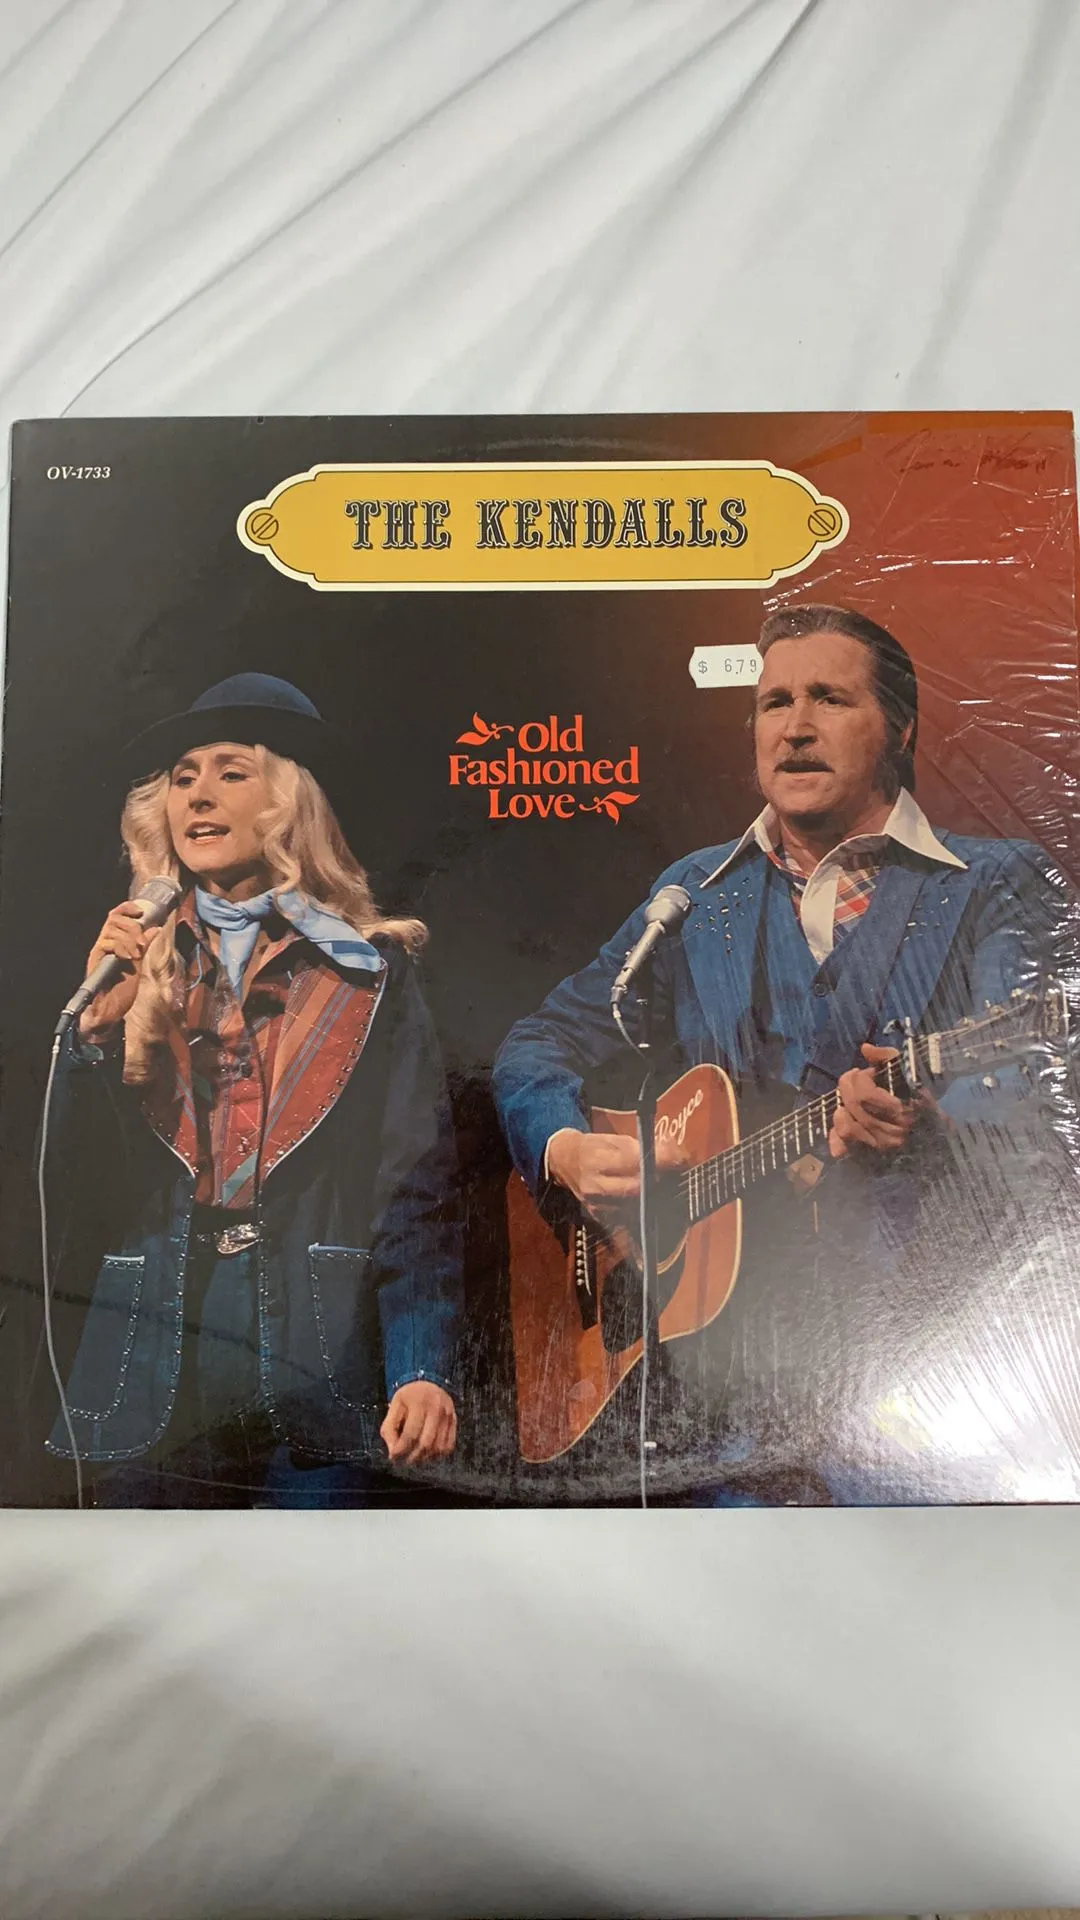 OV-1733
THE KENDALLS
$ 6.79
Old
Fashioned
Love
Royce